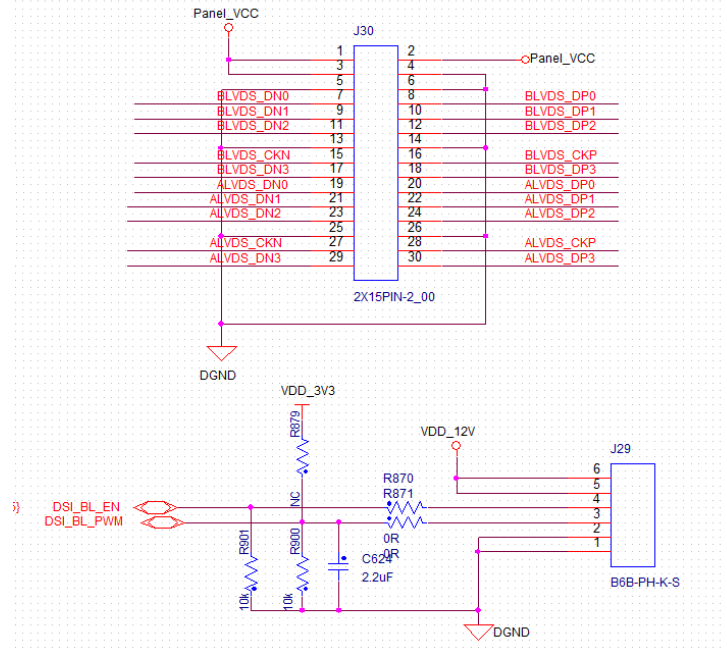 Panel_VCC
J30
1 2 Panel_VCC
3 4
5 6
BLVDS_DN0 7 8 BLVDS_DP0
BLVDS_DN1 9 10 BLVDS_DP1
BLVDS_DN2 11 12 BLVDS_DP2
13 14
BLVDS_CKN 15 16 BLVDS_CKP
BLVDS_DN3 17 18 BLVDS_DP3
ALVDS_DN0 19 20 ALVDS_DP0
ALVDS_DN1 21 22 ALVDS_DP1
ALVDS_DN2 23 24 ALVDS_DP2
25 26
ALVDS_CKN 27 28 ALVDS_CKP
ALVDS_DN3 29 30 ALVDS_DP3
2X15PIN-2_00
DGND
VDD_3V3
R879
NC
VDD_12V
J29
R870
R871
6
5
4
3
2
1
5}
DSI_BL_EN
DSI_BL_PWM
0R
0R
R901
10k
R900
10k
C624
2.2uF
B6B-PH-K-S
DGND